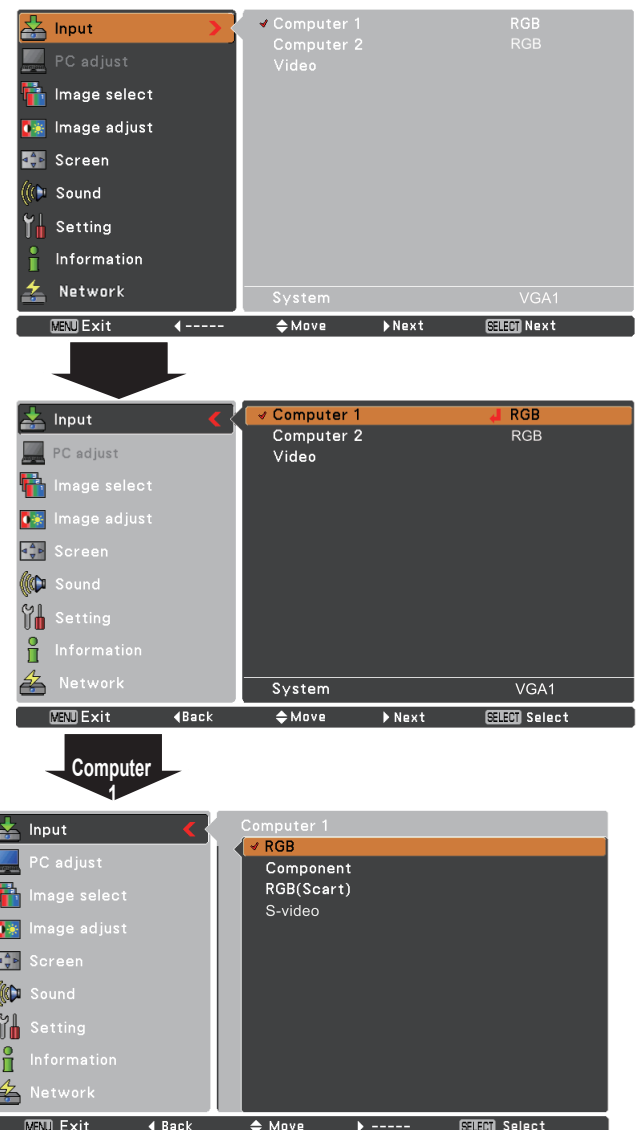 Input
Computer 1 RGB
Computer 2 RGB
Video
PC adjust
Image select
Image adjust
Screen
Sound
Setting
Information
Network
System VGA1
MENU Exit ----- Move Next SELECT Next
Input
Computer 1 RGB
Computer 2 RGB
Video
PC adjust
Image select
Image adjust
Screen
Sound
Setting
Information
Network
System VGA1
MENU Exit Back Move Next SELECT Select
Computer
1
Input
Computer 1
RGB
Component
RGB(Scart)
S-video
PC adjust
Image select
Image adjust
Screen
Sound
Setting
Information
Network
MENU Exit Back Move ----- SELECT Select